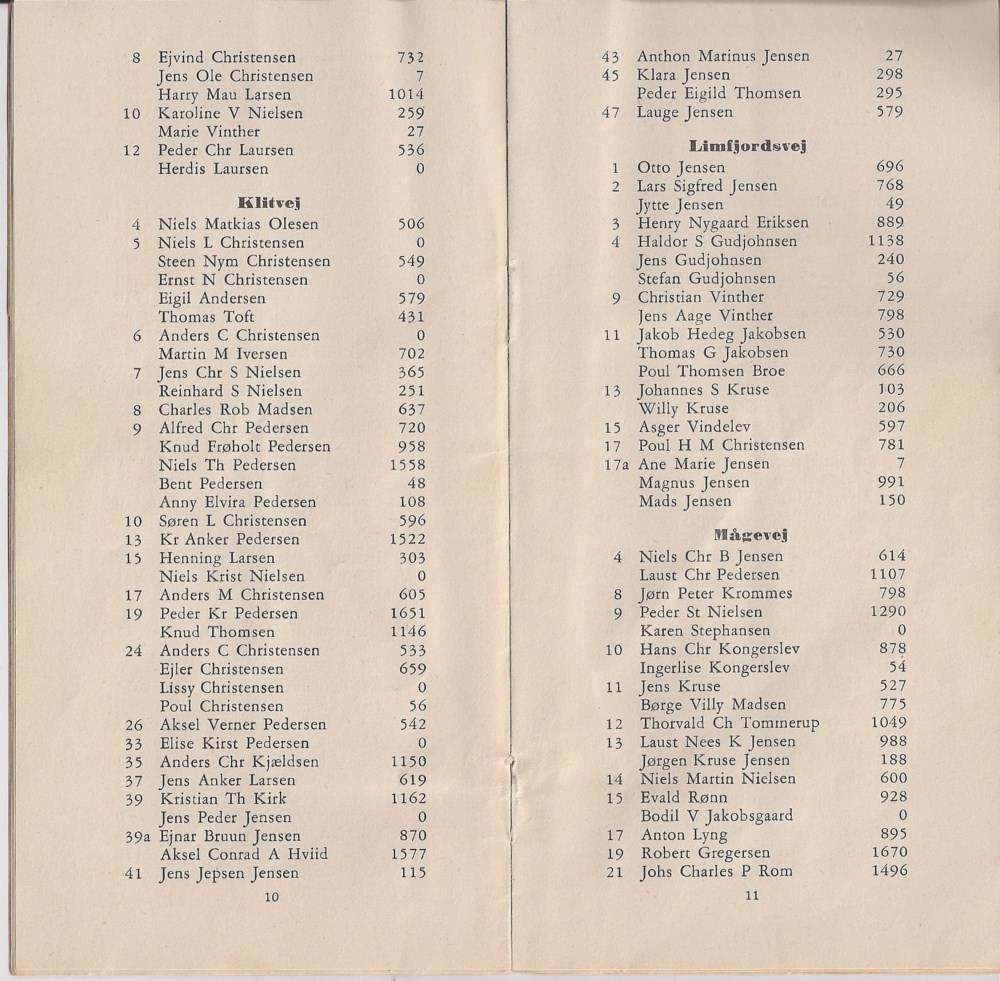 8 Ejvind Christensen 732
Jens Ole Christensen 7
Harry Mau Larsen 1014
10 Karoline V Nielsen 259
Marie Vinther 27
12 Peder Chr Laursen 536
Herdis Laursen 0
Klitvej
4 Niels Matkias Olesen 506
5 Niels L Christensen 0
Steen Nym Christensen 549
Ernst N Christensen 0
Eigil Andersen 579
Thomas Toft 431
6 Anders C Christensen 0
Martin M Iversen 702
7 Jens Chr S Nielsen 365
Reinhard S Nielsen 251
8 Charles Rob Madsen 637
9 Alfred Chr Pedersen 720
Knud Frøholt Pedersen 958
Niels Th Pedersen 1558
Bent Pedersen 48
Anny Elvira Pedersen 108
10 Søren L Christensen 596
13 Kr Anker Pedersen 1522
15 Henning Larsen 303
Niels Krist Nielsen 0
17 Anders M Christensen 605
19 Peder Kr Pedersen 1651
Knud Thomsen 1146
24 Anders C Christensen 533
Ejler Christensen 659
Lissy Christensen 0
Poul Christensen 56
26 Aksel Verner Pedersen 542
33 Elise Kirst Pedersen 0
35 Anders Chr Kjældsen 1150
37 Jens Anker Larsen 619
39 Kristian Th Kirk 1162
Jens Peder Jensen 0
39a Ejnar Bruun Jensen 870
Aksel Conrad A Hviid 1577
41 Jens Jepsen Jensen 115
10
43 Anthon Marinus Jensen 27
45 Klara Jensen 298
Peder Eigild Thomsen 295
47 Lauge Jensen 579
Limfjordsvej
1 Otto Jensen 696
2 Lars Sigfred Jensen 768
Jytte Jensen 49
3 Henry Nygaard Eriksen 889
4 Haldor S Gudjohnsen 1138
Jens Gudjohnsen 240
Stefan Gudjohnsen 56
9 Christian Vinther 729
Jens Aage Vinther 798
11 Jakob Hedeg Jakobsen 530
Thomas G Jakobsen 730
Poul Thomsen Broe 666
13 Johannes S Kruse 103
Willy Kruse 206
15 Asger Vindelev 597
17 Poul H M Christensen 781
17a Ane Marie Jensen 7
Magnus Jensen 991
Mads Jensen 150
Mågevej
4 Niels Chr B Jensen 614
Laust Chr Pedersen 1107
8 Jørn Peter Krommes 798
9 Peder St Nielsen 1290
Karen Stephansen 0
10 Hans Chr Kongerslev 878
Ingerlise Kongerslev 54
11 Jens Kruse 527
Børge Villy Madsen 775
12 Thorvald Ch Tommerup 1049
13 Laust Nees K Jensen 988
Jørgen Kruse Jensen 188
14 Niels Martin Nielsen 600
15 Evald Rønn 928
Bodil V Jakobsgaard 0
17 Anton Lyng 895
19 Robert Gregersen 1670
21 Johs Charles P Rom 1496
11